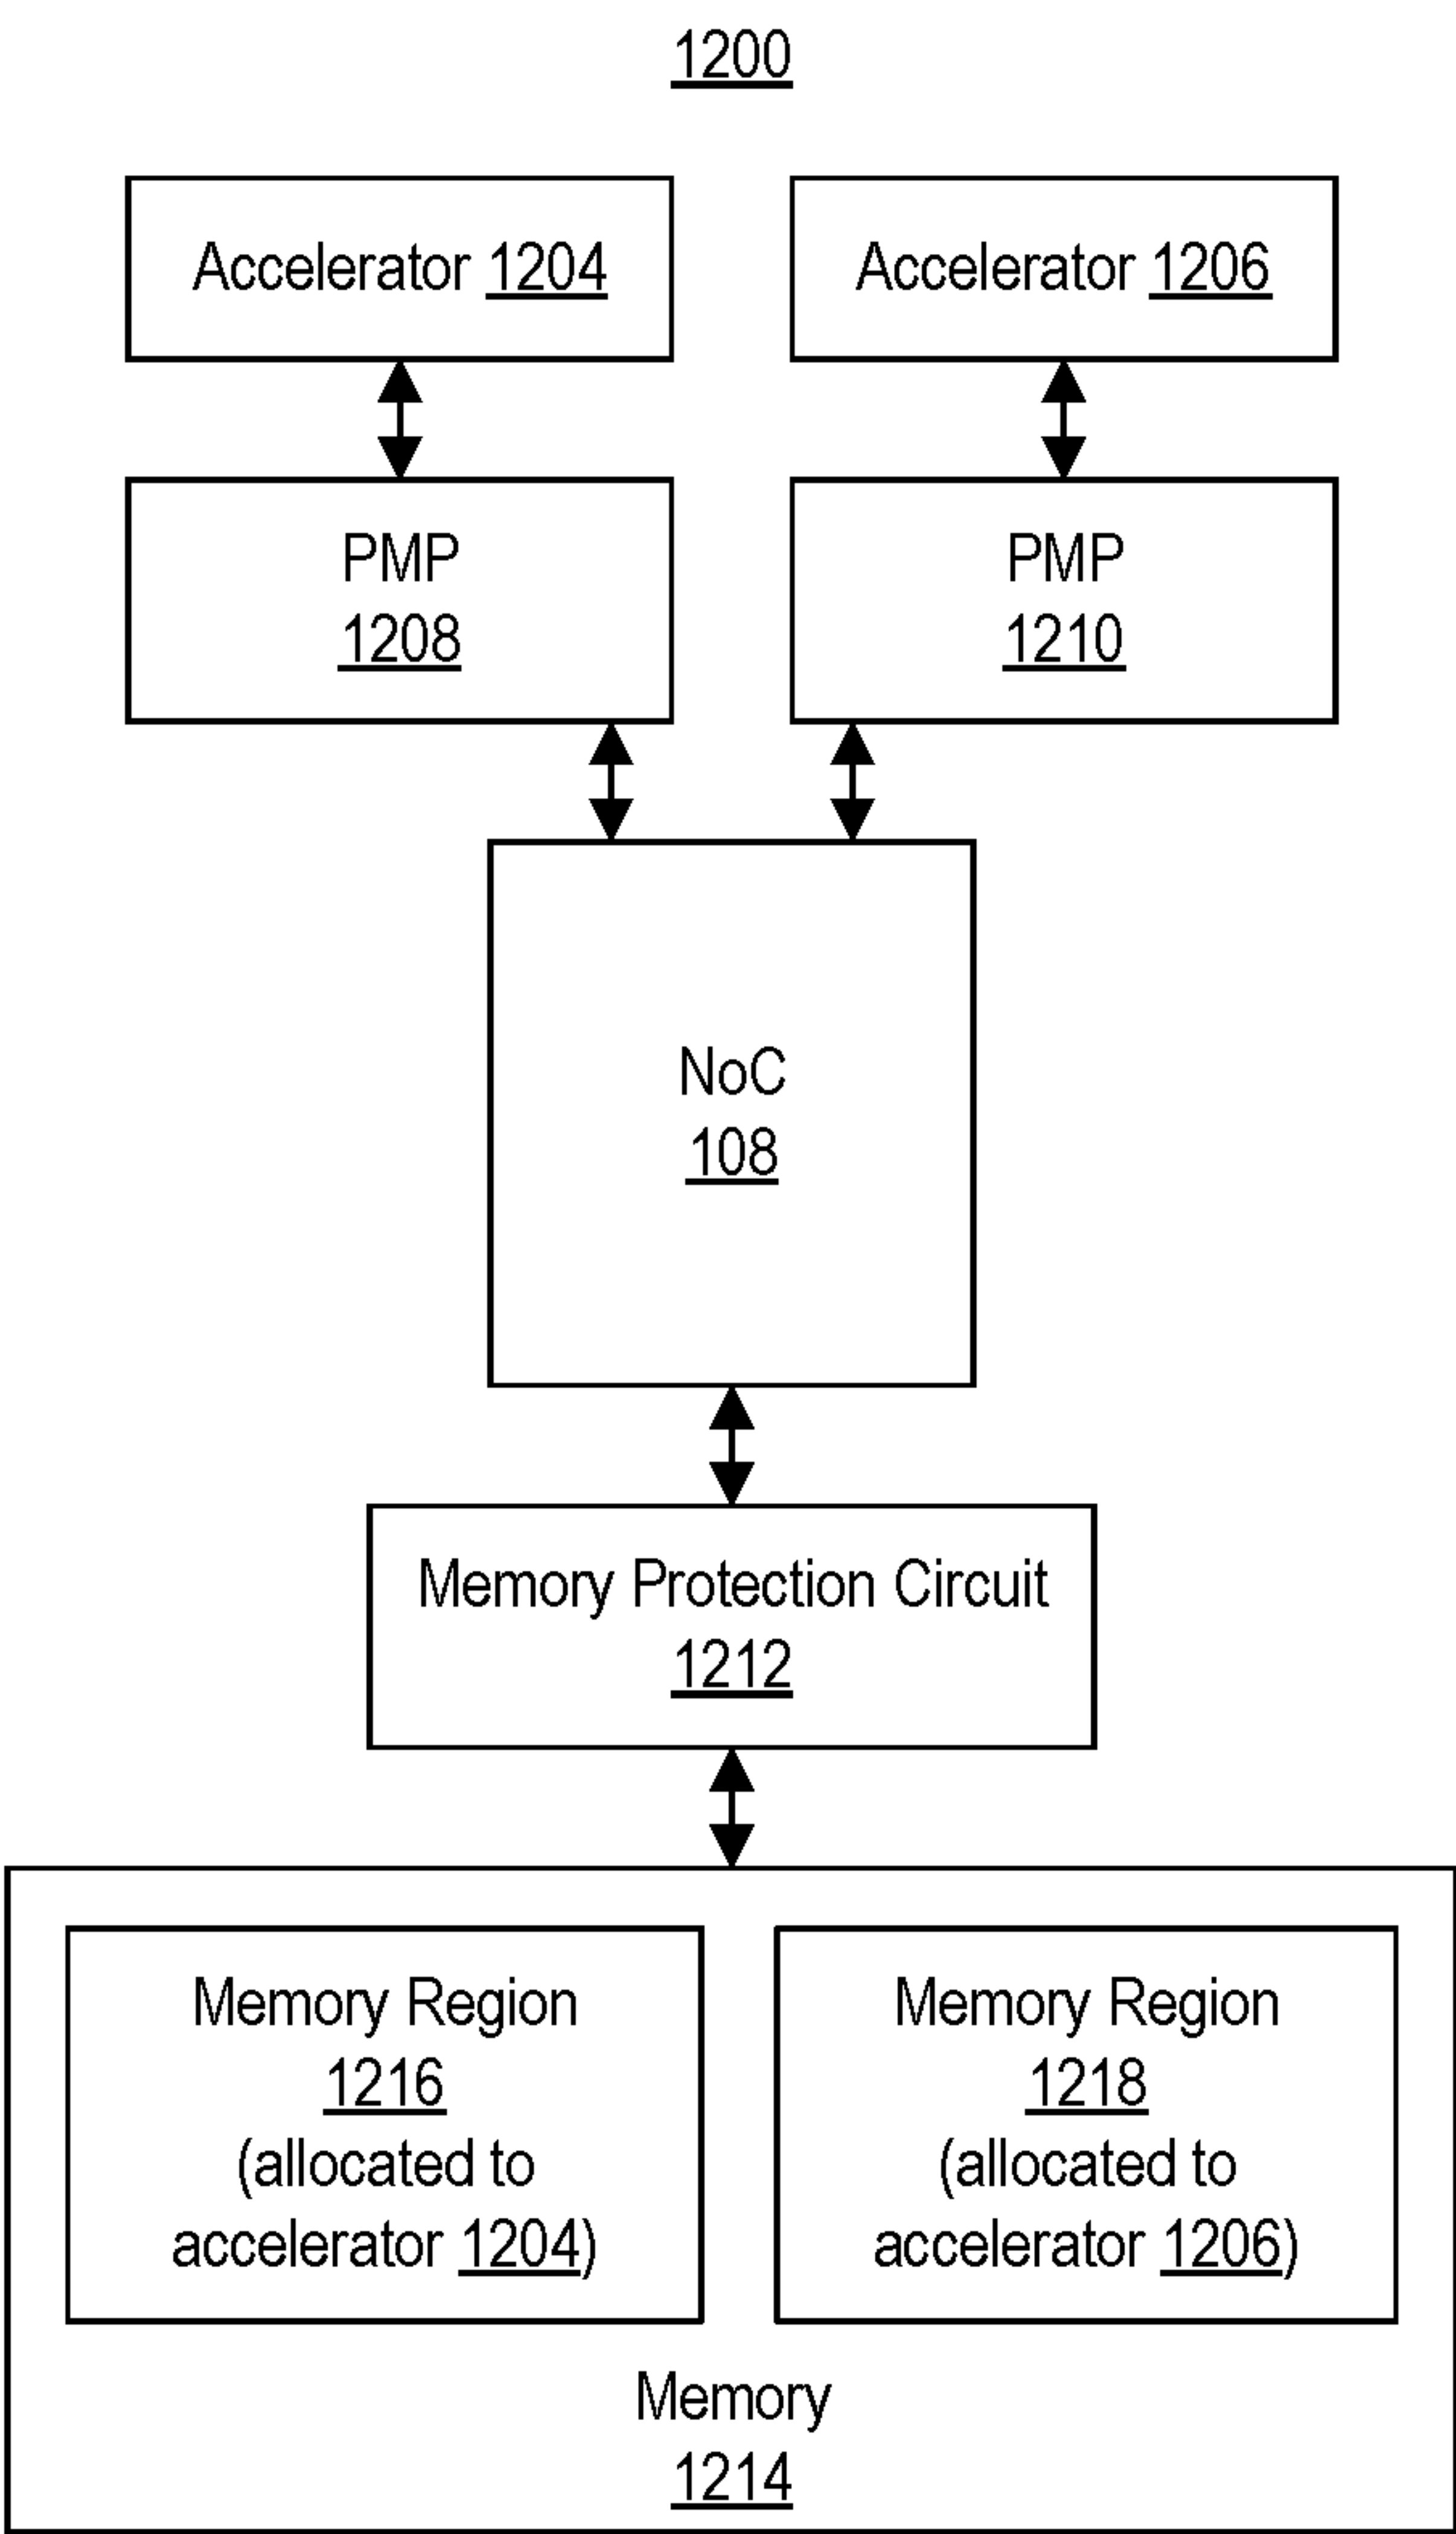 1200
Accelerator 1204
Accelerator 1206
PMP
1208
PMP
1210
NoC
108
Memory Protection Circuit
1212
Memory Region
1216
(allocated to
accelerator 1204)
Memory Region
1218
(allocated to
accelerator 1206)
Memory
1214